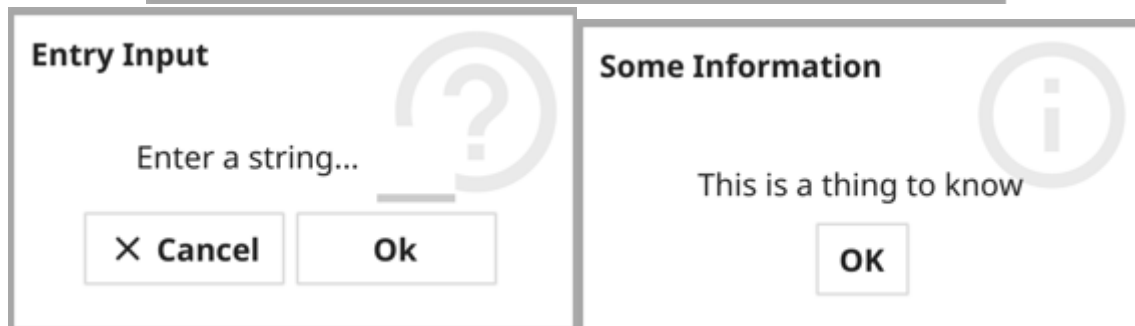 Entry Input
Enter a string...
Cancel
Ok
Some Information
This is a thing to know
OK